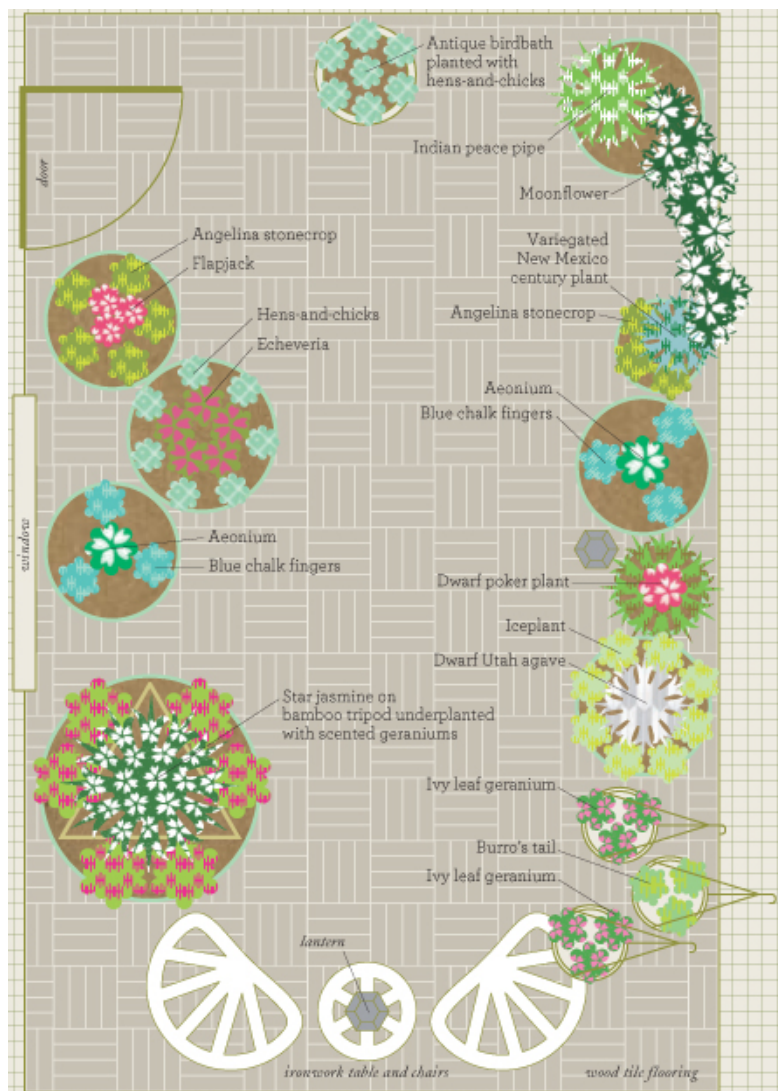 Antique birdbath
planted with
hens-and-chicks
Indian peace pipe
door
Moonflower
Angelina stonecrop
Flapjack
Variegated
New Mexico
century plant
Hens-and-chicks
Angelina stonecrop
Echeveria
Aeonium
Blue chalk fingers
window
Aeonium
Blue chalk fingers
Dwarf poker plant
Iceplant
Dwarf Utah agave
Star jasmine on
bamboo tripod underplanted
with scented geraniums
Ivy leaf geranium
Burro's tail
Ivy leaf geranium
lantern
ironwork table and chairs
wood tile flooring